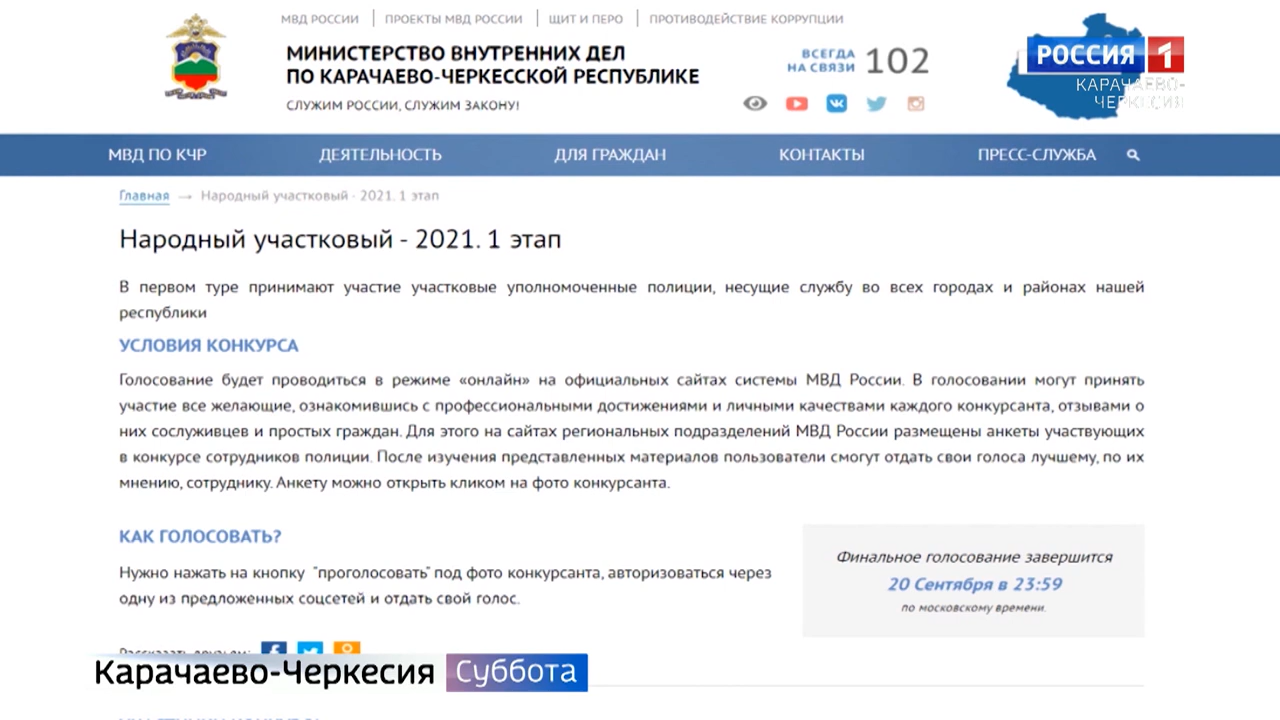 МВД РОССИИ ПРОЕКТЫ МВД РОССИИ ЩИТ И ПЕРО ПРОТИВОДЕЙСТВИЕ КОРРУПЦИИ
МИНИСТЕРСТВО ВНУТРЕННИХ ДЕЛ
ПО КАРАЧАЕВО-ЧЕРКЕССКОЙ РЕСПУБЛИКЕ
СЛУЖИМ РОССИИ, СЛУЖИМ ЗАКОНУ!
ВСЕГДА
НА СВЯЗИ 102
РОССИЯ 1
КАРАЧАЕВО-
ЧЕРКЕСИЯ
МВД ПО КЧР ДЕЯТЕЛЬНОСТЬ ДЛЯ ГРАЖДАН КОНТАКТЫ ПРЕСС-СЛУЖБА
Главная → Народный участковый - 2021. 1 этап
Народный участковый - 2021. 1 этап
В первом туре принимают участие участковые уполномоченные полиции, несущие службу во всех городах и районах нашей
республики
УСЛОВИЯ КОНКУРСА
Голосование будет проводиться в режиме «онлайн» на официальных сайтах системы МВД России. В голосовании могут принять
участие все желающие, ознакомившись с профессиональными достижениями и личными качествами каждого конкурсанта, отзывами о
них сослуживцев и простых граждан. Для этого на сайтах региональных подразделений МВД России размещены анкеты участвующих
в конкурсе сотрудников полиции. После изучения представленных материалов пользователи смогут отдать свои голоса лучшему, по их
мнению, сотруднику. Анкету можно открыть кликом на фото конкурсанта.
КАК ГОЛОСОВАТЬ?
Нужно нажать на кнопку "проголосовать" под фото конкурсанта, авторизоваться через
одну из предложенных соцсетей и отдать свой голос.
Финальное голосование завершится
20 Сентября в 23:59
по московскому времени.
Рассказать друзьям:
Карачаево-Черкесия Суббота